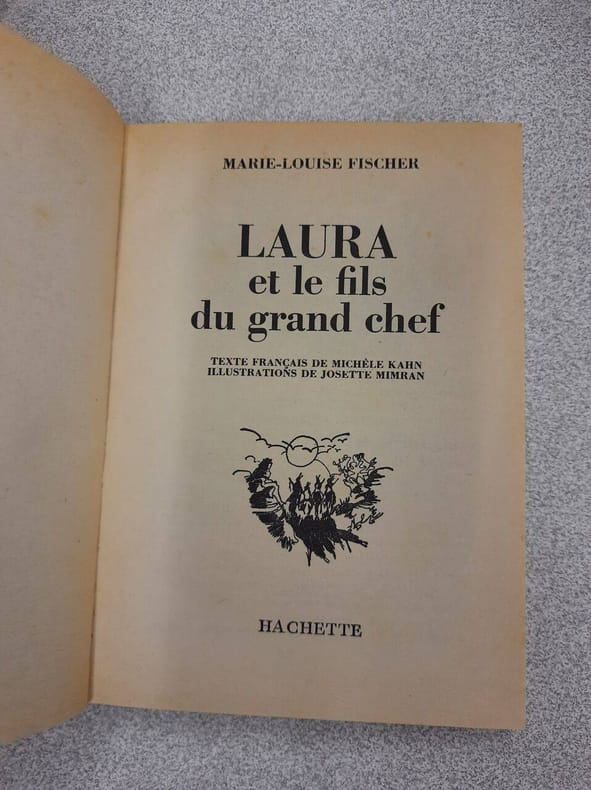 MARIE-LOUISE FISCHER
LAURA
et le fils
du grand chef
TEXTE FRANÇAIS DE MICHÈLE KAHN
ILLUSTRATIONS DE JOSETTE MIMRAN
HACHETTE